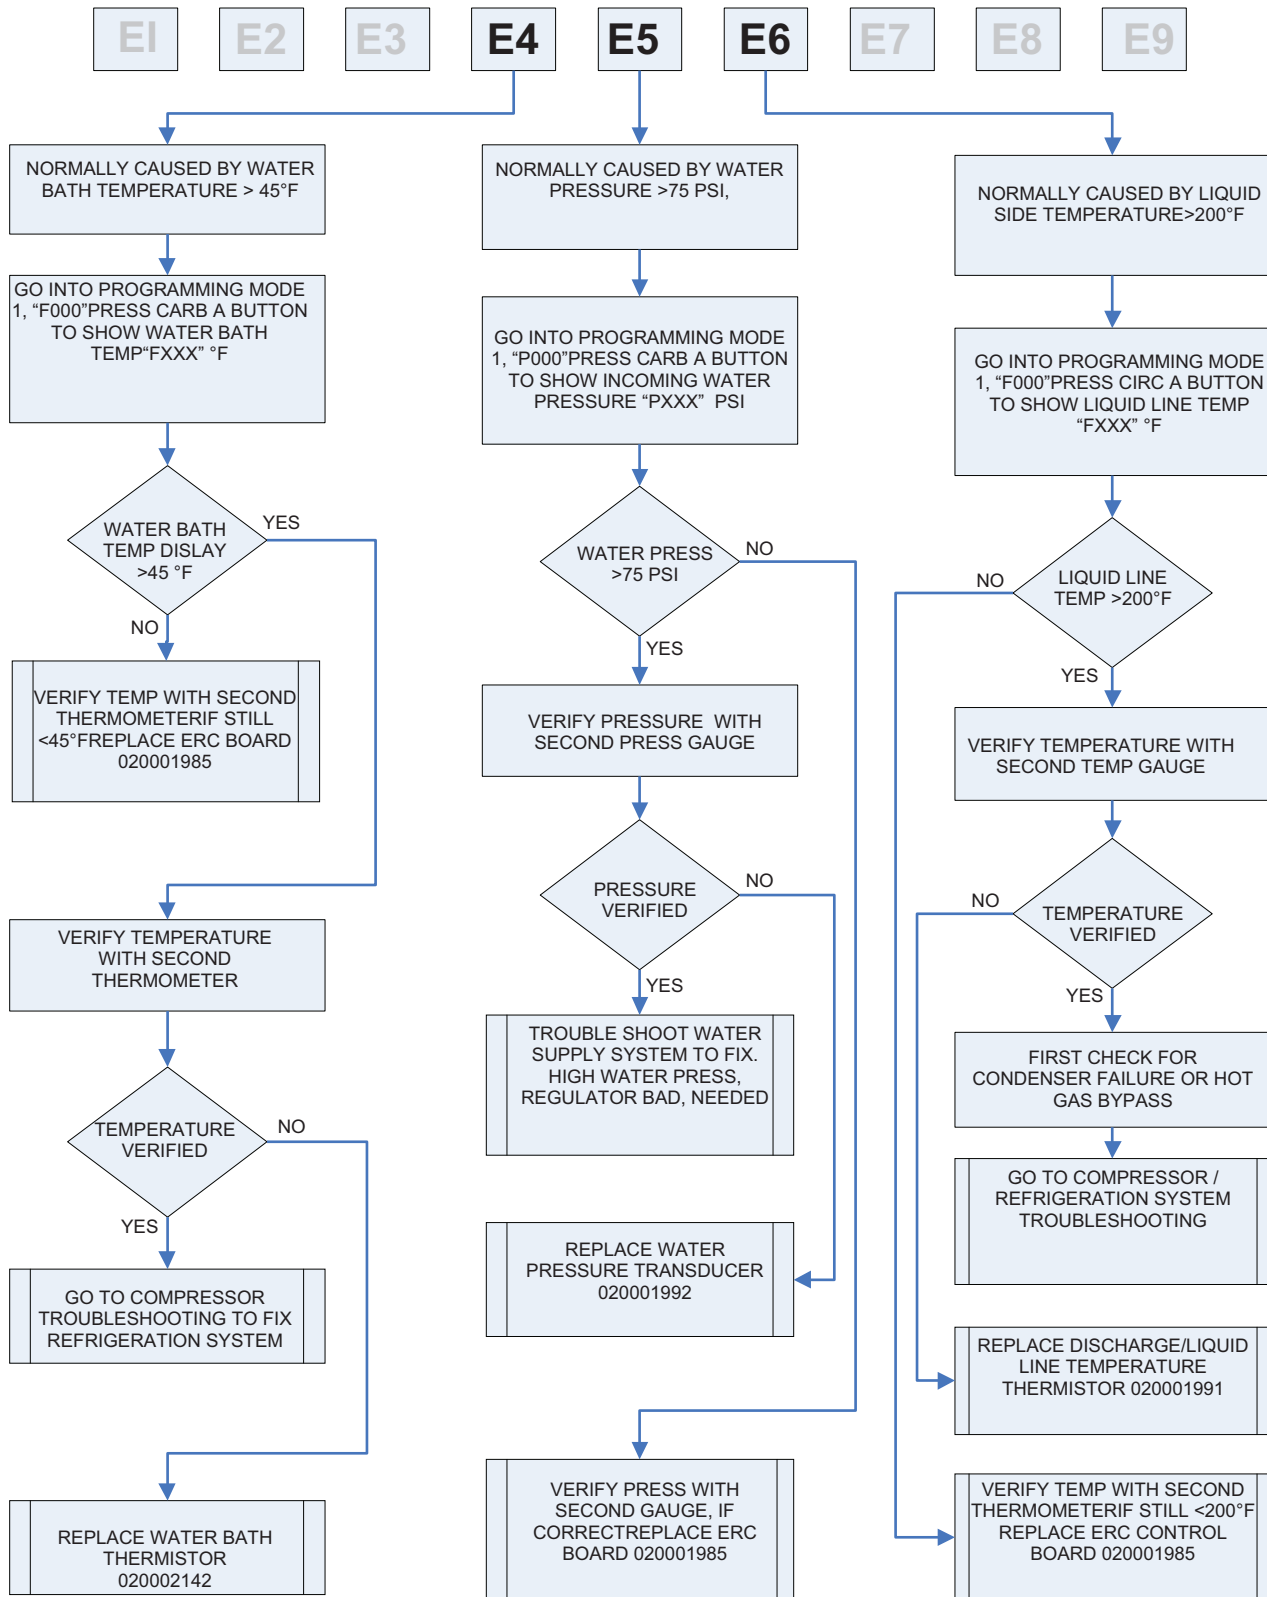 EI E2 E3 E4 E5 E6 E7 E8 E9
NORMALLY CAUSED BY WATER
BATH TEMPERATURE > 45°F
GO INTO PROGRAMMING MODE
1, “F000”PRESS CARB A BUTTON
TO SHOW WATER BATH
TEMP“FXXX” °F
WATER BATH
TEMP DISLAY
>45 °F
YES
NO
VERIFY TEMP WITH SECOND
THERMOMETERIF STILL
<45°FREPLACE ERC BOARD
020001985
VERIFY TEMPERATURE
WITH SECOND
THERMOMETER
TEMPERATURE
VERIFIED
NO
YES
GO TO COMPRESSOR
TROUBLESHOOTING TO FIX
REFRIGERATION SYSTEM
REPLACE WATER BATH
THERMISTOR
020002142
NORMALLY CAUSED BY WATER
PRESSURE >75 PSI,
GO INTO PROGRAMMING MODE
1, “P000”PRESS CARB A BUTTON
TO SHOW INCOMING WATER
PRESSURE “PXXX” PSI
WATER PRESS
>75 PSI
NO
YES
VERIFY PRESSURE WITH
SECOND PRESS GAUGE
PRESSURE
VERIFIED
NO
YES
TROUBLE SHOOT WATER
SUPPLY SYSTEM TO FIX.
HIGH WATER PRESS,
REGULATOR BAD, NEEDED
REPLACE WATER
PRESSURE TRANSDUCER
020001992
VERIFY PRESS WITH
SECOND GAUGE, IF
CORRECTREPLACE ERC
BOARD 020001985
NORMALLY CAUSED BY LIQUID
SIDE TEMPERATURE>200°F
GO INTO PROGRAMMING MODE
1, “F000”PRESS CIRC A BUTTON
TO SHOW LIQUID LINE TEMP
“FXXX” °F
LIQUID LINE
TEMP >200°F
NO
YES
VERIFY TEMPERATURE WITH
SECOND TEMP GAUGE
TEMPERATURE
VERIFIED
NO
YES
FIRST CHECK FOR
CONDENSER FAILURE OR HOT
GAS BYPASS
GO TO COMPRESSOR /
REFRIGERATION SYSTEM
TROUBLESHOOTING
REPLACE DISCHARGE/LIQUID
LINE TEMPERATURE
THERMISTOR 020001991
VERIFY TEMP WITH SECOND
THERMOMETERIF STILL <200°F
REPLACE ERC CONTROL
BOARD 020001985